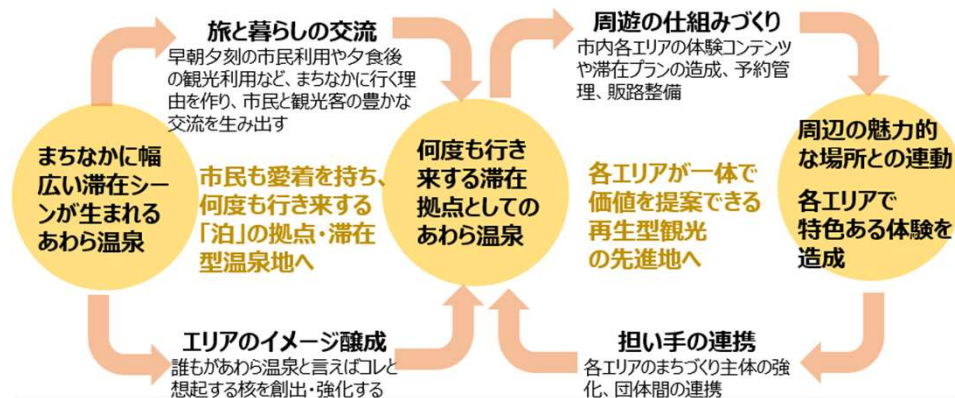 旅と暮らしの交流
早朝夕刻の市民利用や夕食後
の観光利用など、まちなかに行く理
由を作り、市民と観光客の豊かな
交流を生み出す
周遊の仕組みづくり
市内各エリアの体験コンテンツ
や滞在プランの造成、予約管
理、販路整備
まちなかに幅
広い滞在シー
ンが生まれる
あわら温泉
市民も愛着を持ち、
何度も行き来する
「泊」の拠点・滞在
型温泉地へ
何度も行き
来する滞在
拠点としての
あわら温泉
各エリアが一体で
価値を提案できる
再生型観光
の先進地へ
周辺の魅力的
な場所との連動
各エリアで
特色ある体験を
造成
エリアのイメージ醸成
誰もがあわら温泉と言えばコレと
想起する核を創出・強化する
担い手の連携
各エリアのまちづくり主体の強
化、団体間の連携